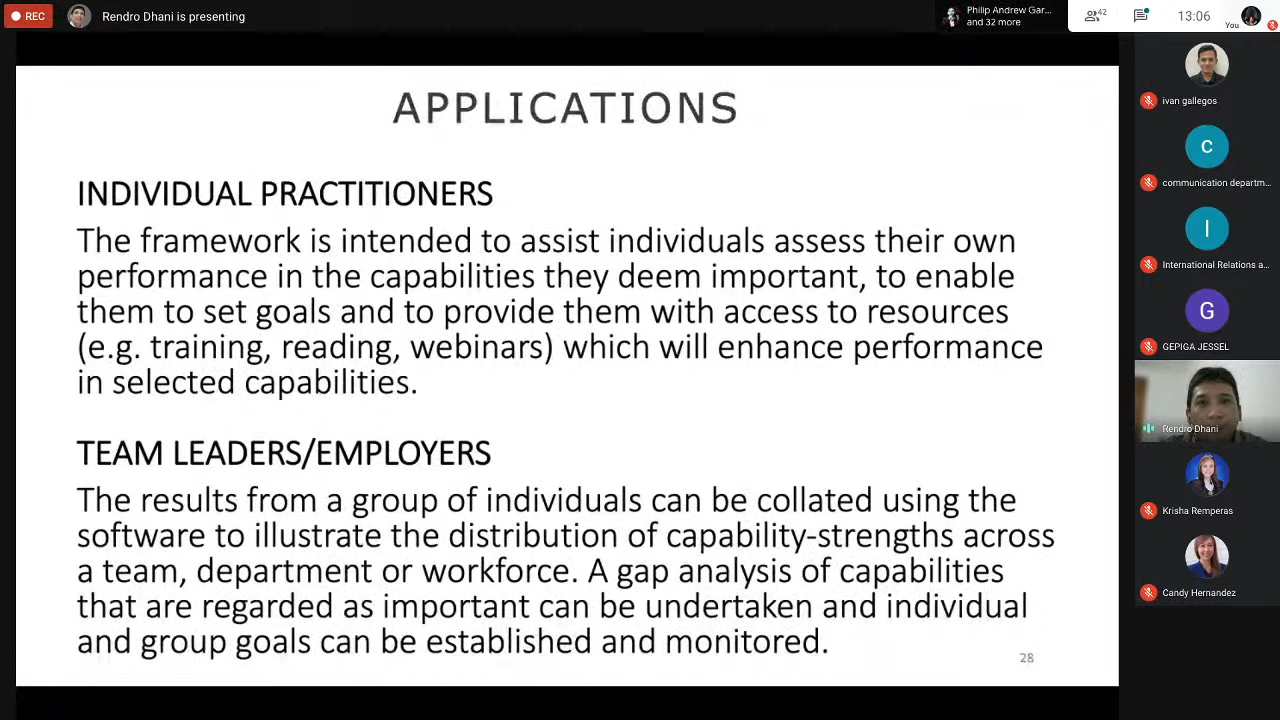 REC
Rendro Dhani is presenting
Philip Andrew Gar...
and 32 more
42
13:06
You
APPLICATIONS
INDIVIDUAL PRACTITIONERS
The framework is intended to assist individuals assess their own
performance in the capabilities they deem important, to enable
them to set goals and to provide them with access to resources
(e.g. training, reading, webinars) which will enhance performance
in selected capabilities.
TEAM LEADERS/EMPLOYERS
The results from a group of individuals can be collated using the
software to illustrate the distribution of capability-strengths across
a team, department or workforce. A gap analysis of capabilities
that are regarded as important can be undertaken and individual
and group goals can be established and monitored.
28
ivan gallegos
C
communication departm...
I
International Relations a...
G
GEPIGA JESSEL
Rendro Dhani
Krisha Remperas
Candy Hernandez